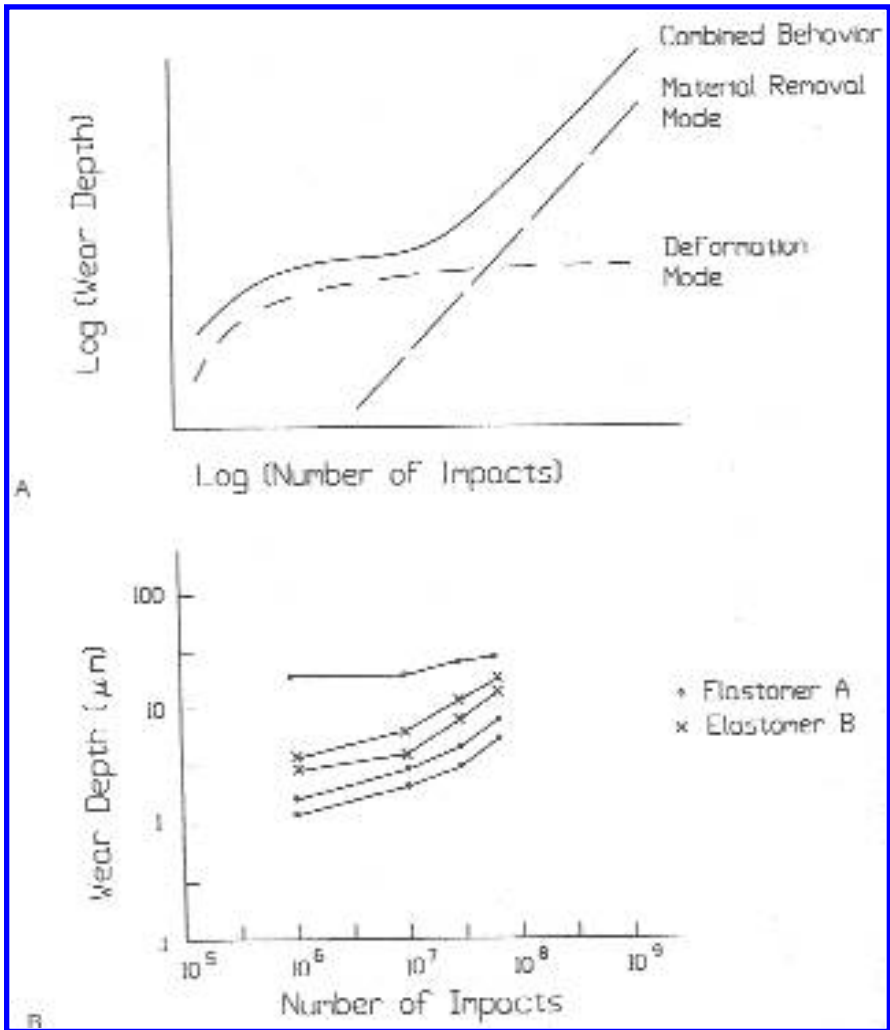 Combined Behavior
Material Removal
Mode
Deformation
Mode
Log (Wear Depth)
Log (Number of Impacts)
A
100
10
1
.1
Wear Depth (μm)
Elastomer A
Elastomer B
10^5 10^6 10^7 10^8 10^9
Number of Impacts
B